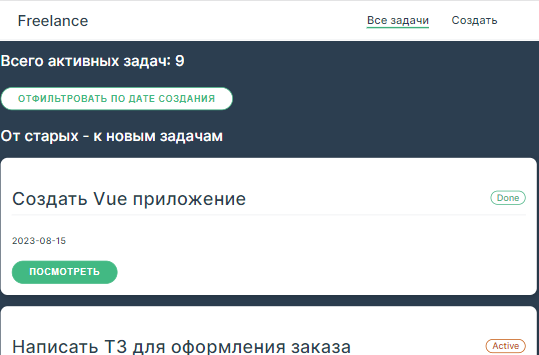 Freelance
Все задачи
Создать
Всего активных задач: 9
ОТФИЛЬТРОВАТЬ ПО ДАТЕ СОЗДАНИЯ
От старых - к новым задачам
Создать Vue приложение
Done
2023-08-15
ПОСМОТРЕТЬ
Написать ТЗ для оформления заказа
Active